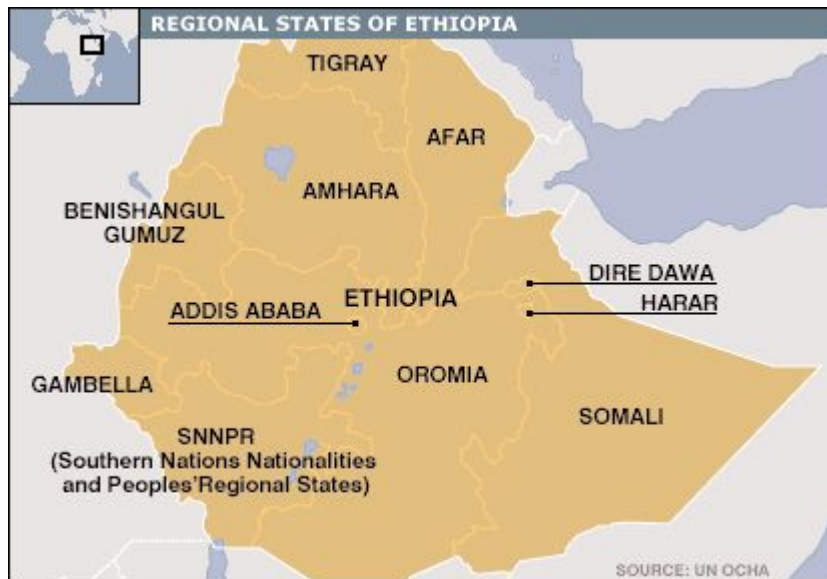 REGIONAL STATES OF ETHIOPIA
TIGRAY
AFAR
AMHARA
BENISHANGUL
GUMUZ
DIRE DAWA
ETHIOPIA
ADDIS ABABA
HARAR
OROMIA
GAMBELLA
SOMALI
SNNPR
(Southern Nations Nationalities
and Peoples'Regional States)
SOURCE: UN OCHA